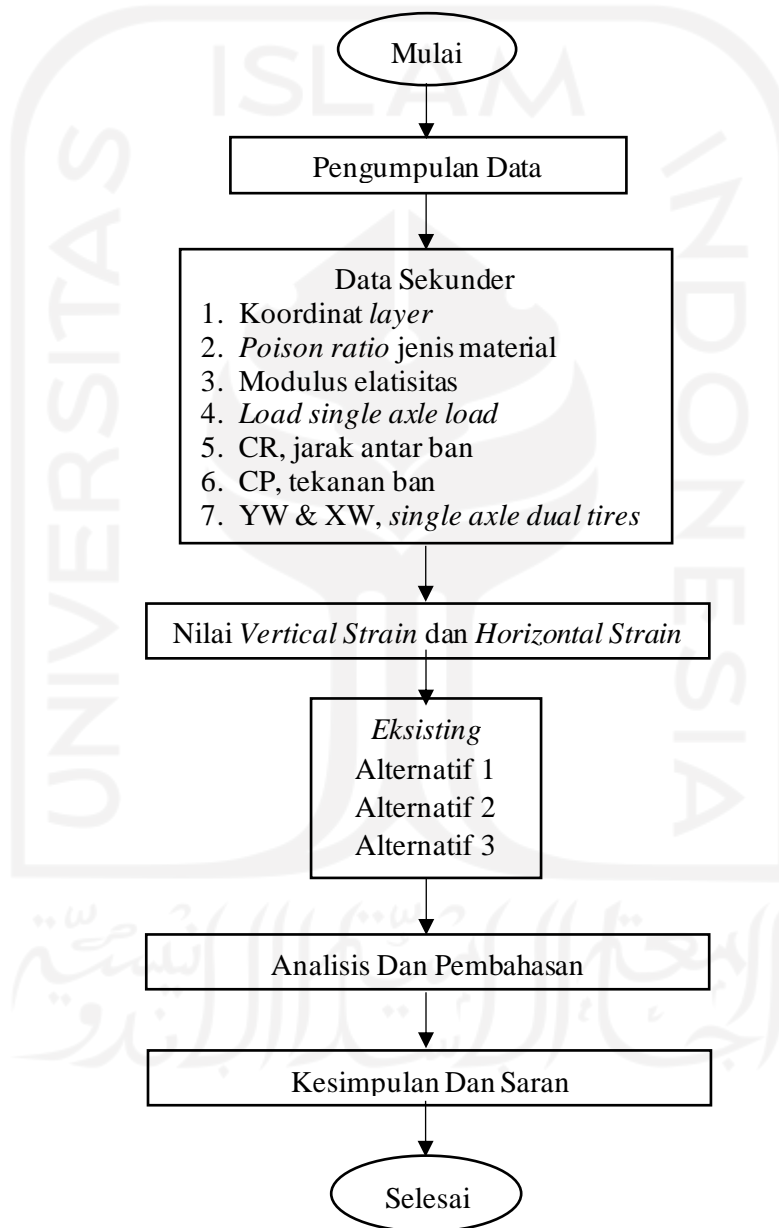 Mulai
ISLAM
UNIVERSITAS
INDONESIA
Pengumpulan Data
Data Sekunder
1. Koordinat layer
2. Poison ratio jenis material
3. Modulus elatisitas
4. Load single axle load
5. CR, jarak antar ban
6. CP, tekanan ban
7. YW & XW, single axle dual tires
Nilai Vertical Strain dan Horizontal Strain
Eksisting
Alternatif 1
Alternatif 2
Alternatif 3
Analisis Dan Pembahasan
Kesimpulan Dan Saran
Selesai